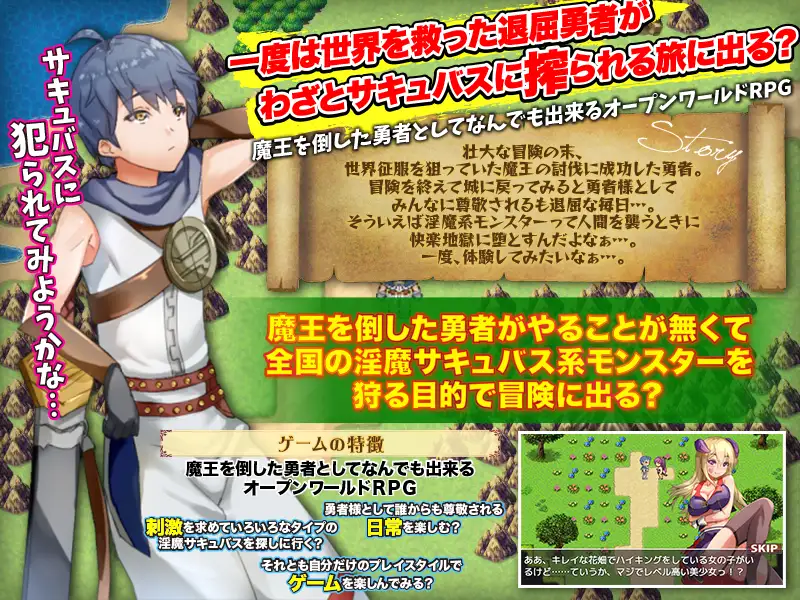 一度は世界を救った退屈勇者が
わざとサキュバスに搾られる旅に出る?
魔王を倒した勇者としてなんでも出来るオープンワールドRPG
サキュバスに
犯られてみようかな…
Story
壮大な冒険の末、
世界征服を狙っていた魔王の討伐に成功した勇者。
冒険を終えて城に戻ってみると勇者様として
みんなに尊敬されるも退屈な毎日…。
そういえば淫魔系モンスターって人間を襲うときに
快楽地獄に堕とすんだよなぁ…。
一度、体験してみたいなぁ…。
魔王を倒した勇者がやることが無くて
全国の淫魔サキュバス系モンスターを
狩る目的で冒険に出る?
ゲームの特徴
魔王を倒した勇者としてなんでも出来る
オープンワールドRPG
勇者様として誰からも尊敬される
日常を楽しむ?
刺激を求めていろいろなタイプの
淫魔サキュバスを探しに行く?
それとも自分だけのプレイスタイルで
ゲームを楽しんでみる?
SKIP
ああ、キレイな花畑でハイキングをしている女の子がい
るけど……ていうか、マジでレベル高い美少女っ!?